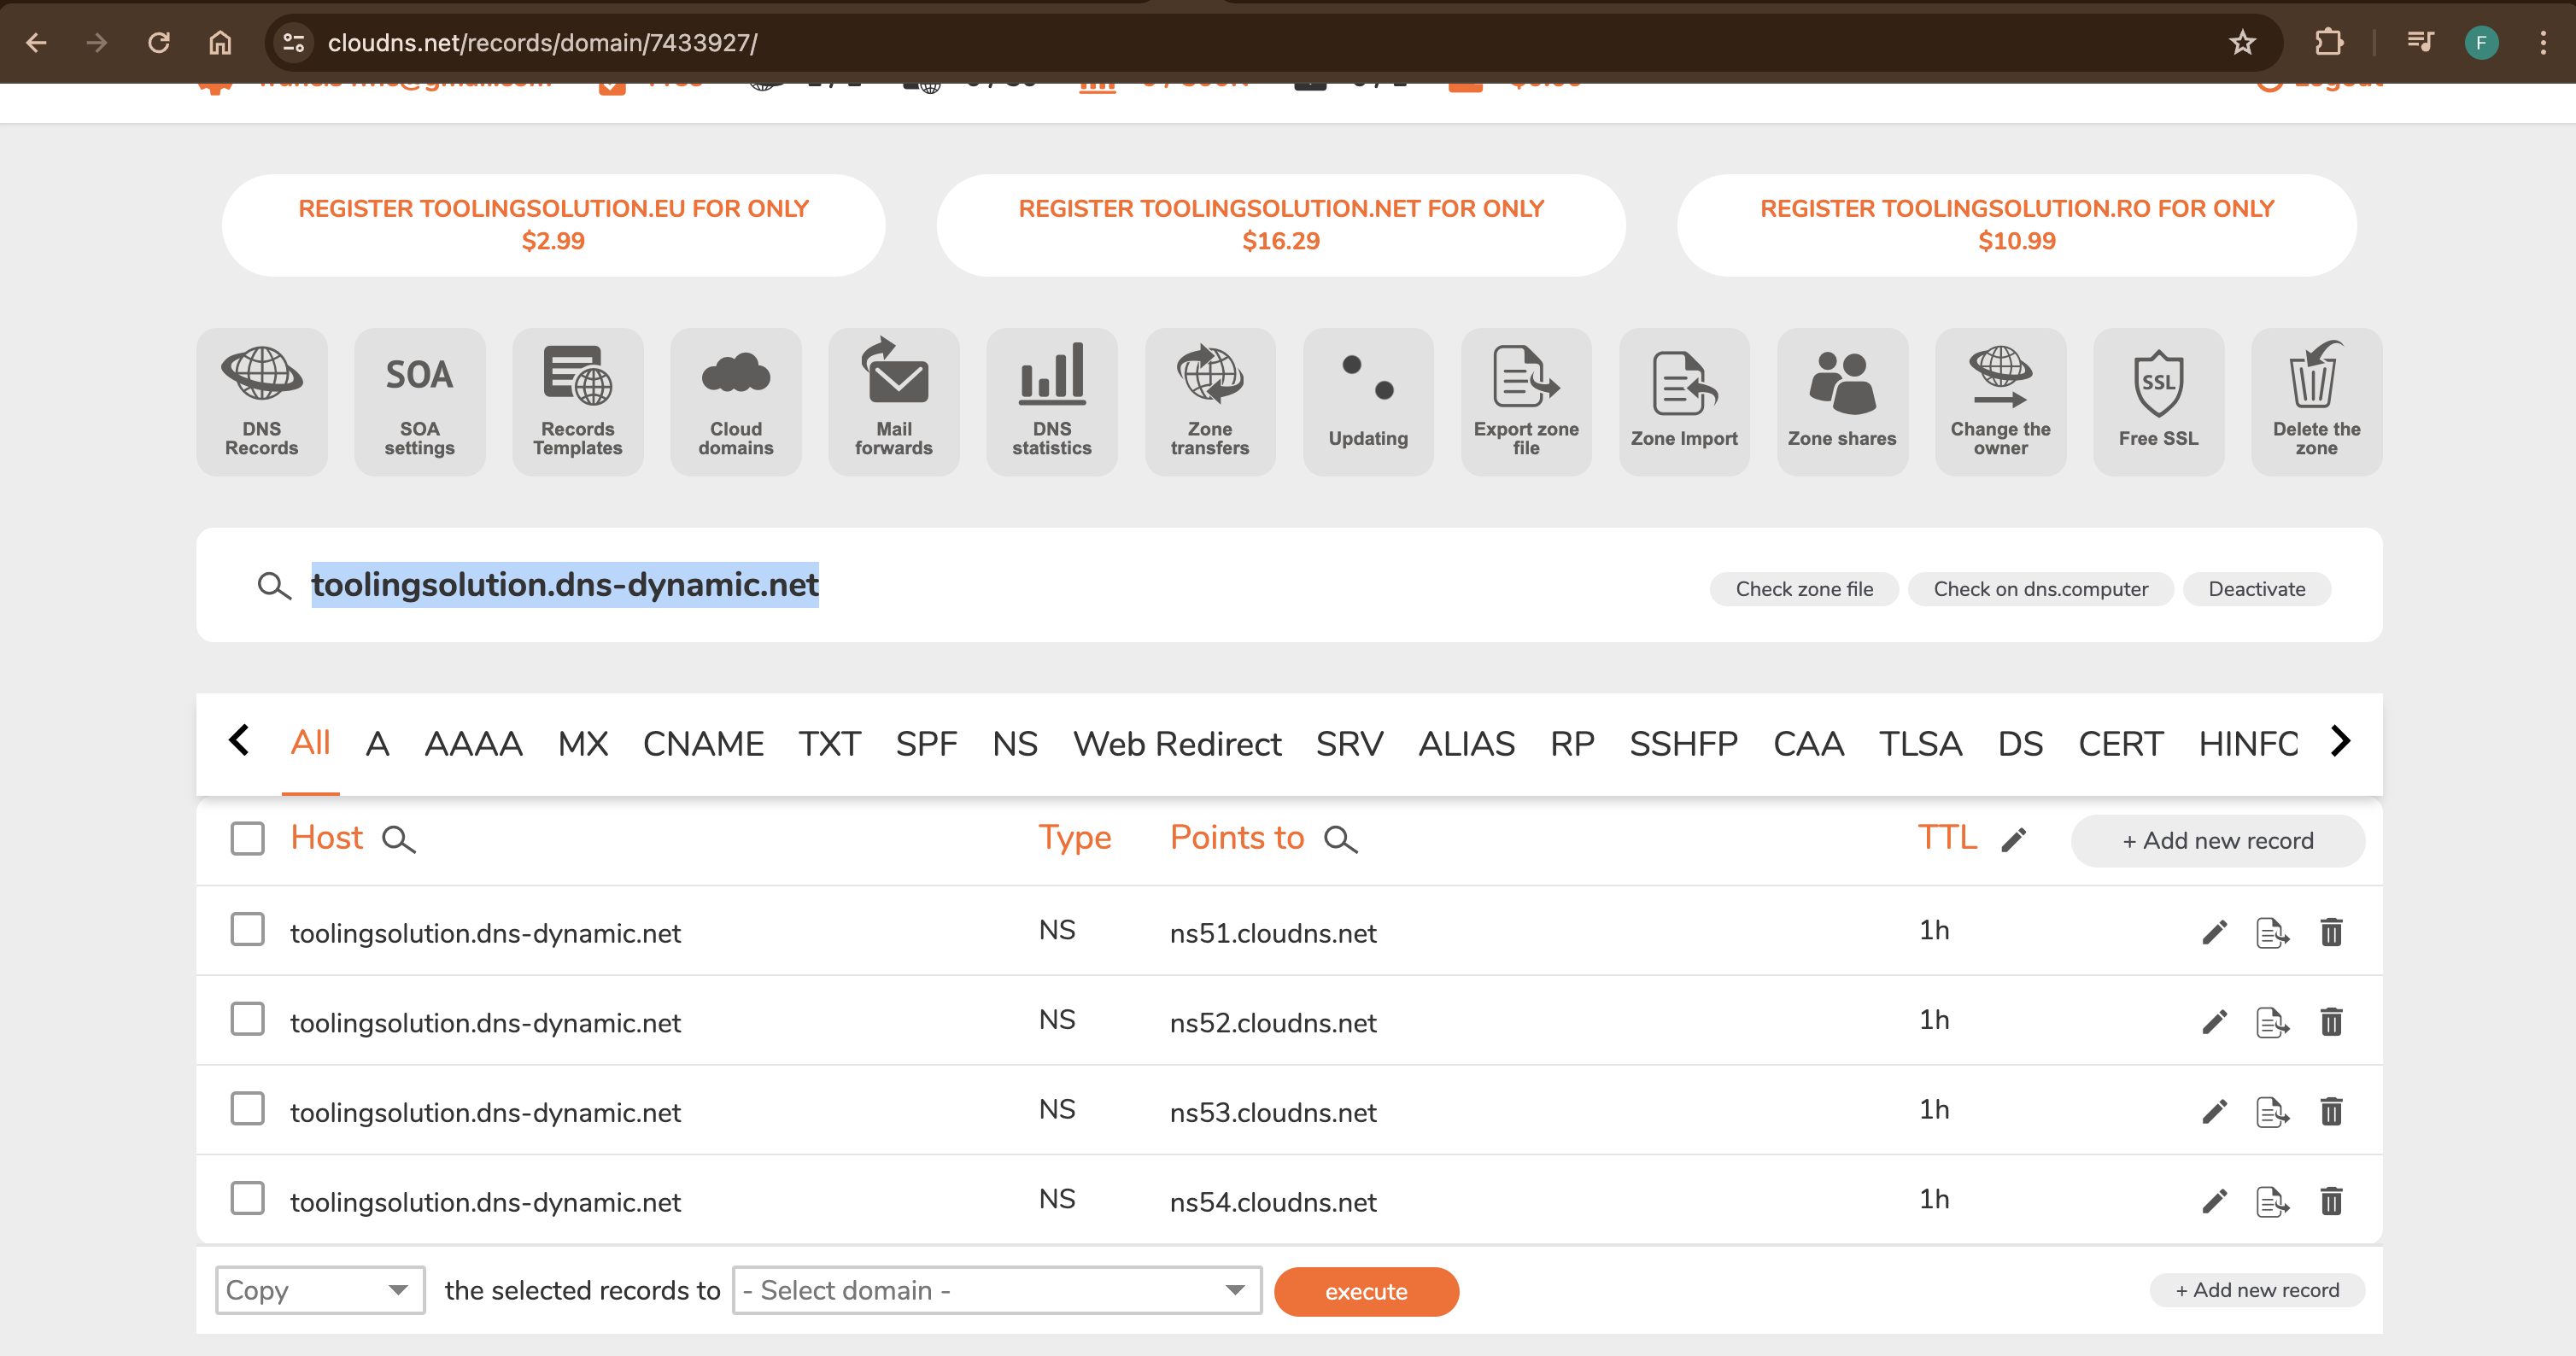 cloudns.net/records/domain/7433927/
REGISTER TOOLINGSOLUTION.EU FOR ONLY
$2.99
REGISTER TOOLINGSOLUTION.NET FOR ONLY
$16.29
REGISTER TOOLINGSOLUTION.RO FOR ONLY
$10.99
DNS
Records
SOA
SOA
settings
Records
Templates
Cloud
domains
Mail
forwards
DNS
statistics
Zone
transfers
Updating
Export zone
file
Zone Import
Zone shares
Change the
owner
SSL
Free SSL
Delete the
zone
toolingsolution.dns-dynamic.net
Check zone file Check on dns.computer Deactivate
All A AAAA MX CNAME TXT SPF NS Web Redirect SRV ALIAS RP SSHFP CAA TLSA DS CERT HINFO
Host Type Points to TTL + Add new record
toolingsolution.dns-dynamic.net NS ns51.cloudns.net 1h
toolingsolution.dns-dynamic.net NS ns52.cloudns.net 1h
toolingsolution.dns-dynamic.net NS ns53.cloudns.net 1h
toolingsolution.dns-dynamic.net NS ns54.cloudns.net 1h
Copy the selected records to - Select domain - execute + Add new record
F